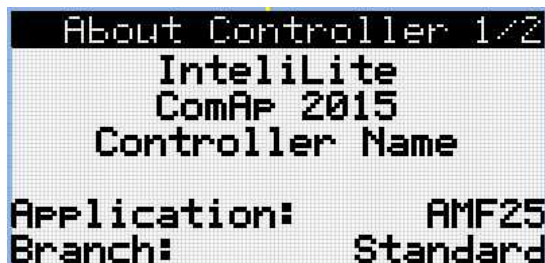 About Controller 1/2
InteliLite
ComAp 2015
Controller Name
Application: AMF25
Branch: Standard